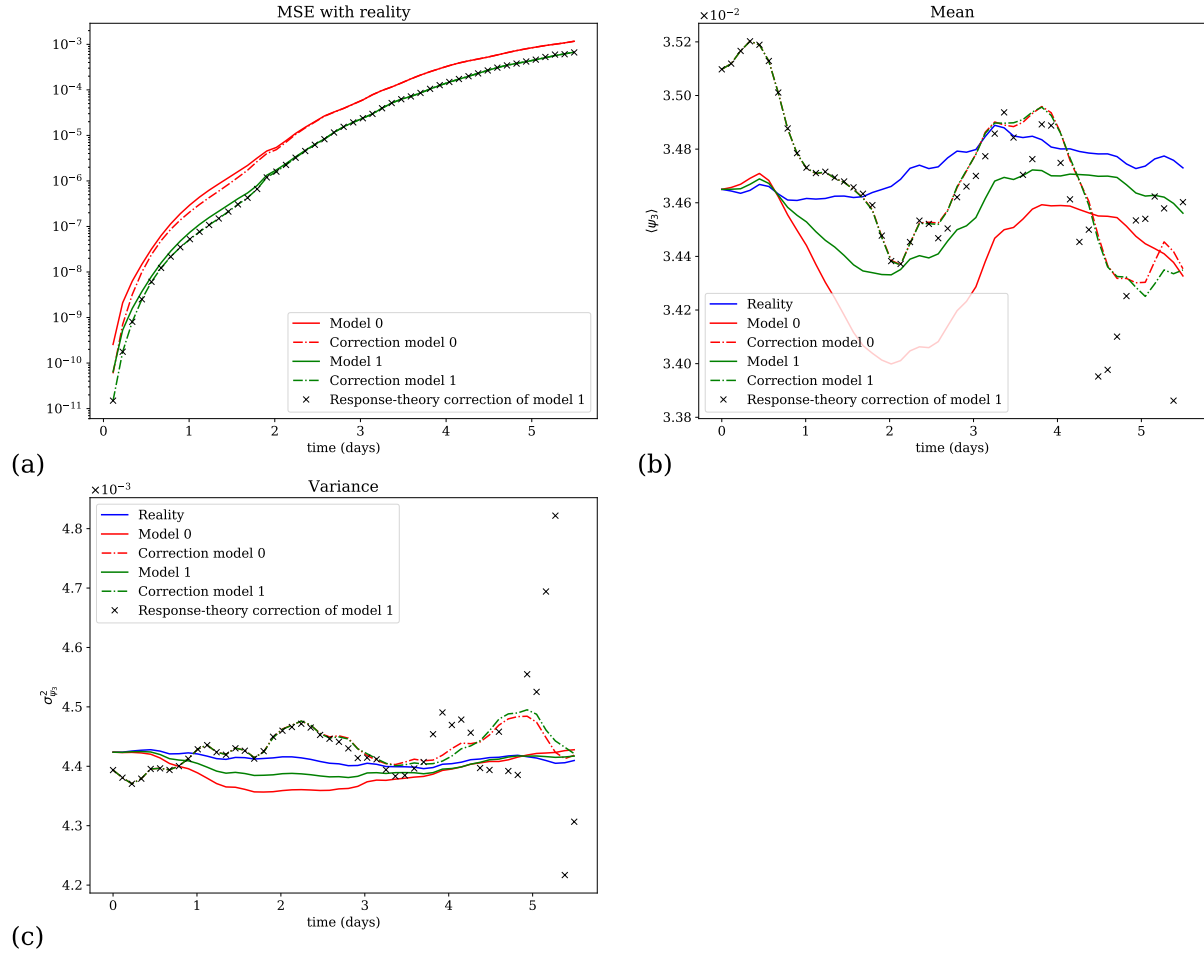 MSE with reality
10⁻³
10⁻⁴
10⁻⁵
10⁻⁶
10⁻⁷
10⁻⁸
10⁻⁹
10⁻¹⁰
10⁻¹¹
Model 0
Correction model 0
Model 1
Correction model 1
Response-theory correction of model 1
0 1 2 3 4 5
time (days)
(a)
Mean
×10⁻²
3.52
3.50
3.48
3.46
3.44
3.42
3.40
3.38
⟨ψ₃⟩
Reality
Model 0
Correction model 0
Model 1
Correction model 1
Response-theory correction of model 1
0 1 2 3 4 5
time (days)
(b)
Variance
×10⁻³
4.8
4.7
4.6
4.5
4.4
4.3
4.2
σ²_ψ₃
Reality
Model 0
Correction model 0
Model 1
Correction model 1
Response-theory correction of model 1
0 1 2 3 4 5
time (days)
(c)